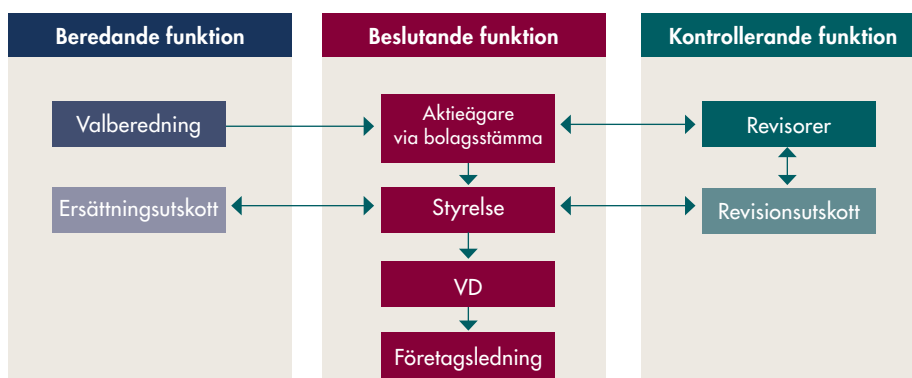 Beredande funktion
Beslutande funktion
Kontrollerande funktion
Valberedning
Aktieägare
via bolagsstämma
Revisorer
Ersättningsutskott
Styrelse
Revisionsutskott
VD
Företagsledning